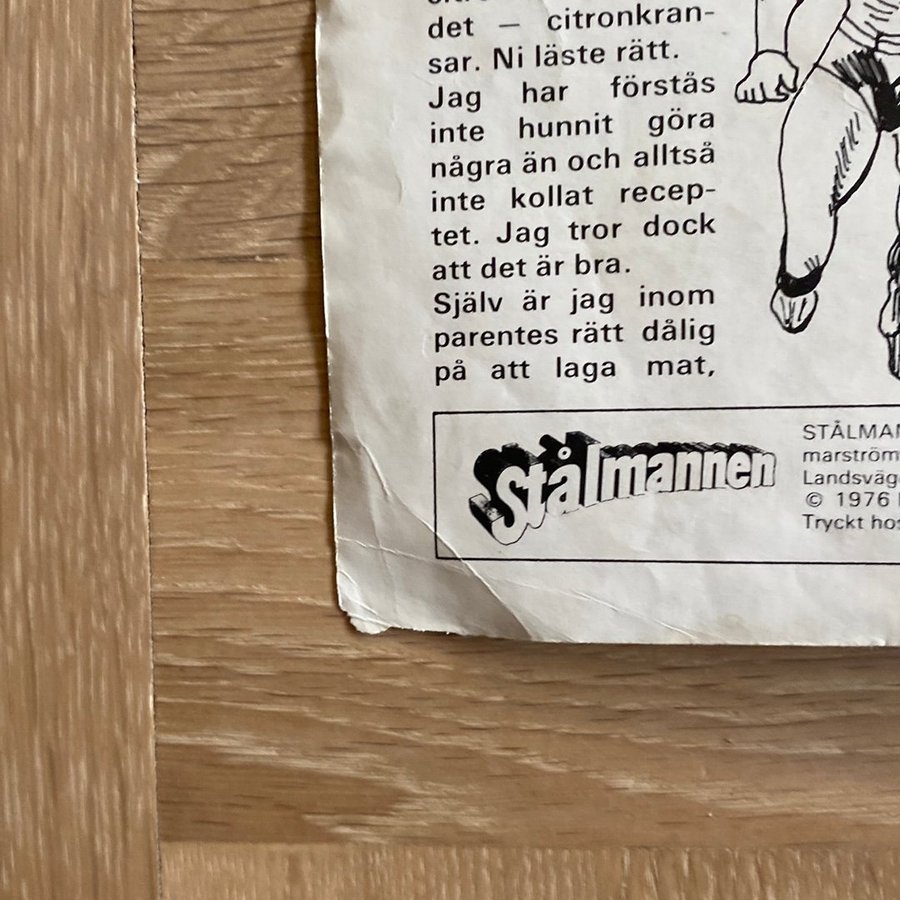 det — citronkran-
sar. Ni läste rätt.
Jag har förstås
inte hunnit göra
några än och alltså
inte kollat recep-
tet. Jag tror dock
att det är bra.
Själv är jag inom
parentes rätt dålig
på att laga mat,
Stålmannen
STÅLMAN
marström
Landsväg
© 1976
Tryckt hos